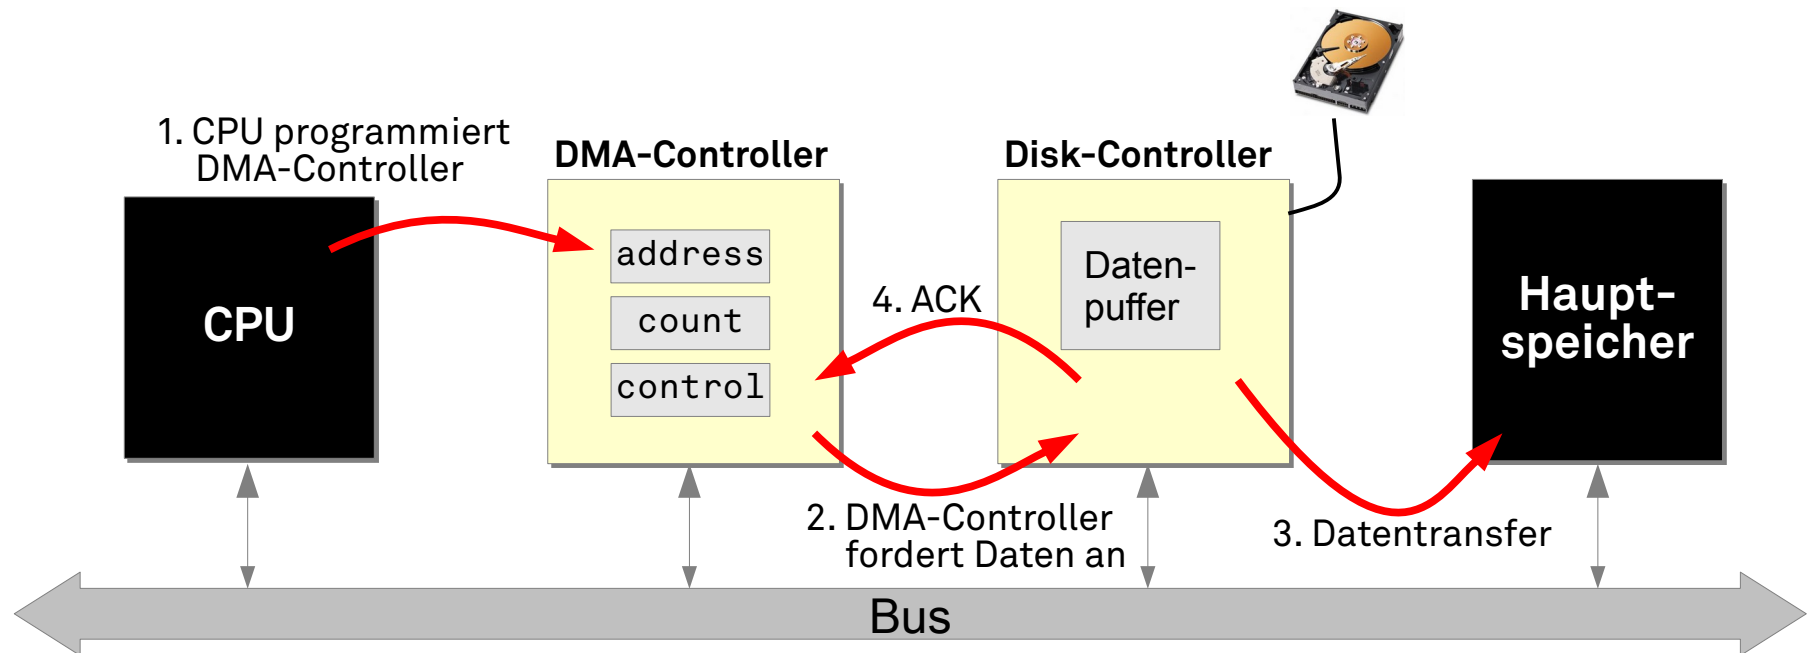 1. CPU programmiert
DMA-Controller
DMA-Controller
Disk-Controller
CPU
address
count
control
4. ACK
Daten-
puffer
Haupt-
speicher
2. DMA-Controller
fordert Daten an
3. Datentransfer
Bus